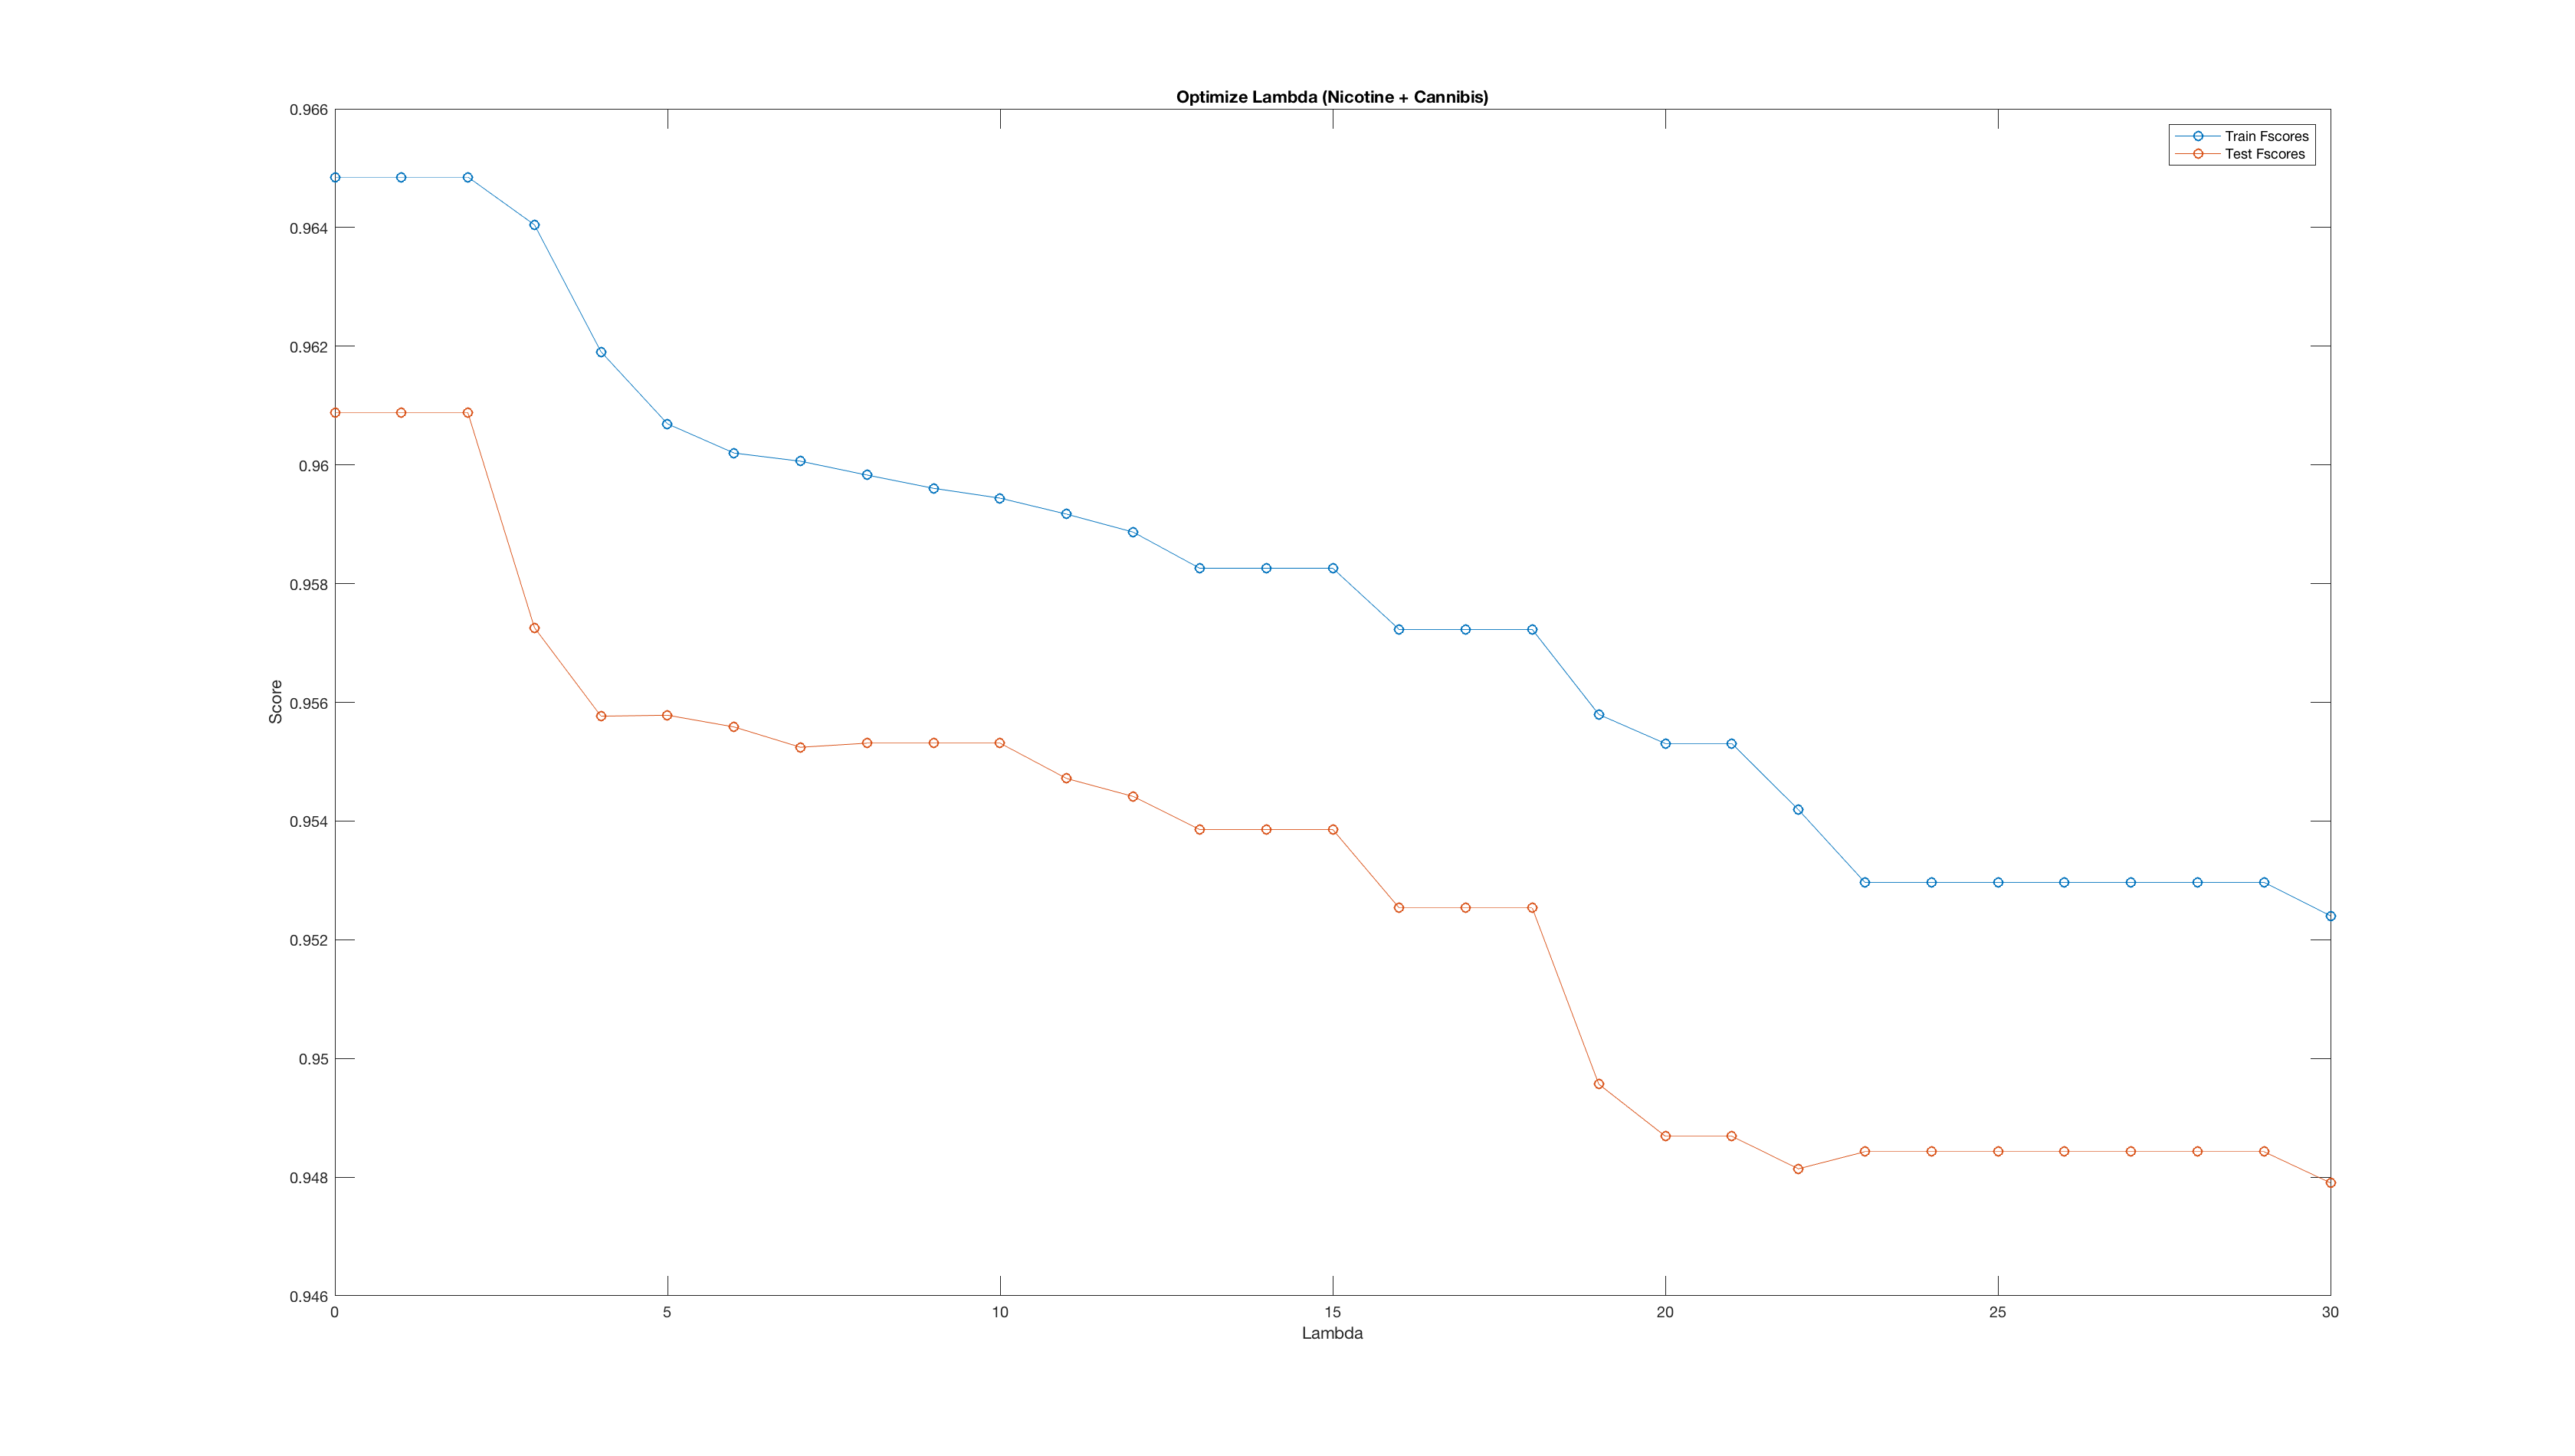 Optimize Lambda (Nicotine + Cannibis)
Train Fscores
Test Fscores
0.966
0.964
0.962
0.96
0.958
0.956
0.954
0.952
0.95
0.948
0.946
Score
0 5 10 15 20 25 30
Lambda